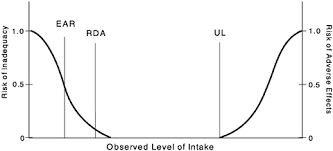 EAR
RDA
UL
1.0
0.5
0
Risk of Inadequacy
1.0
0.5
0
Risk of Adverse Effects
Observed Level of Intake